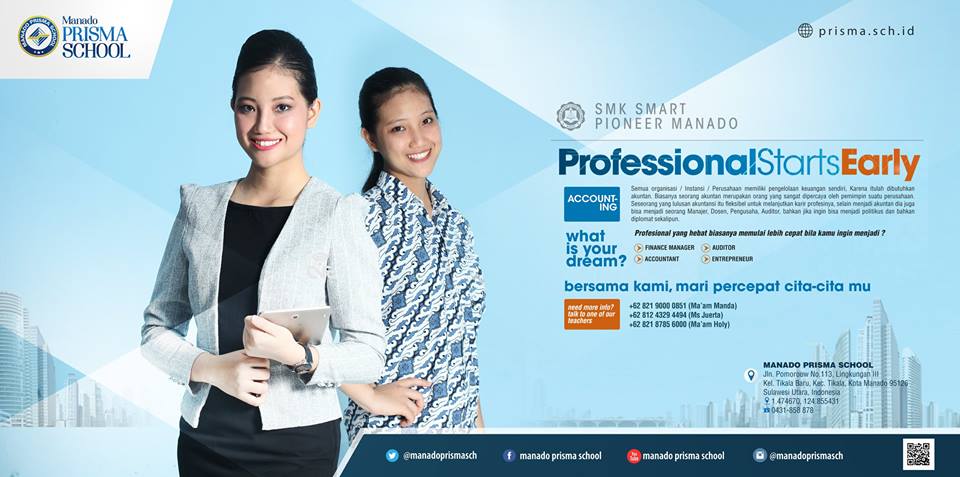 Manado
PRISMA
SCHOOL
MANADO PRISMA SCHOOL
prisma.sch.id
SMK SMART
PIONEER MANADO
ProfessionalStartsEarly
ACCOUNT-
ING
Semua organisasi / Instansi / Perusahaan memiliki pengelolaan keuangan sendiri, Karena itulah dibutuhkan
akuntan. Biasanya seorang akuntan merupakan orang yang sangat dipercaya oleh pemimpin suatu perusahaan.
Seseorang yang lulusan akuntansi itu fleksibel untuk melanjutkan karir profesinya, selain menjadi akuntan dia juga
bisa menjadi seorang Manajer, Dosen, Pengusaha, Auditor, bahkan jika ingin bisa menjadi politikus dan bahkan
diplomat sekalipun.
what
is your
dream?
Profesional yang hebat biasanya memulai lebih cepat bila kamu ingin menjadi ?
FINANCE MANAGER
AUDITOR
ACCOUNTANT
ENTREPRENEUR
bersama kami, mari percepat cita-cita mu
need more info?
talk to one of our
teachers
+62 821 9000 0851 (Ma'am Manda)
+62 812 4329 4494 (Ms Juerta)
+62 821 8785 6000 (Ma'am Holy)
MANADO PRISMA SCHOOL
Jln. Pomorouw No.113, Lingkungan III
Kel. Tikala Baru, Kec. Tikala, Kota Manado 95126
Sulawesi Utara, Indonesia
1.474670, 124.855431
0431-858 878
@manadoprismasch
manado prisma school
You
Tube
manado prisma school
@manadoprismasch